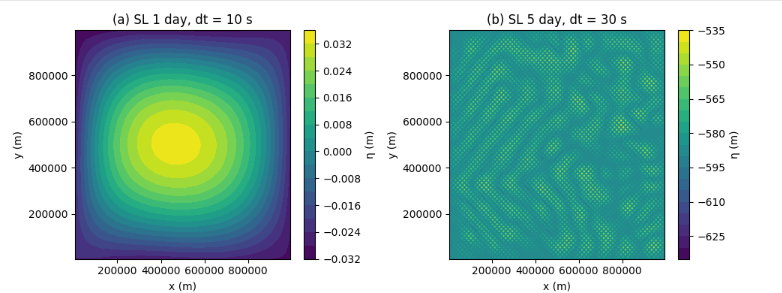 (a) SL 1 day, dt = 10 s
(b) SL 5 day, dt = 30 s
800000
600000
400000
200000
y (m)
200000 400000 600000 800000
x (m)
0.032
0.024
0.016
0.008
0.000
−0.008
−0.016
−0.024
−0.032
η (m)
800000
600000
400000
200000
y (m)
200000 400000 600000 800000
x (m)
−535
−550
−565
−580
−595
−610
−625
η (m)